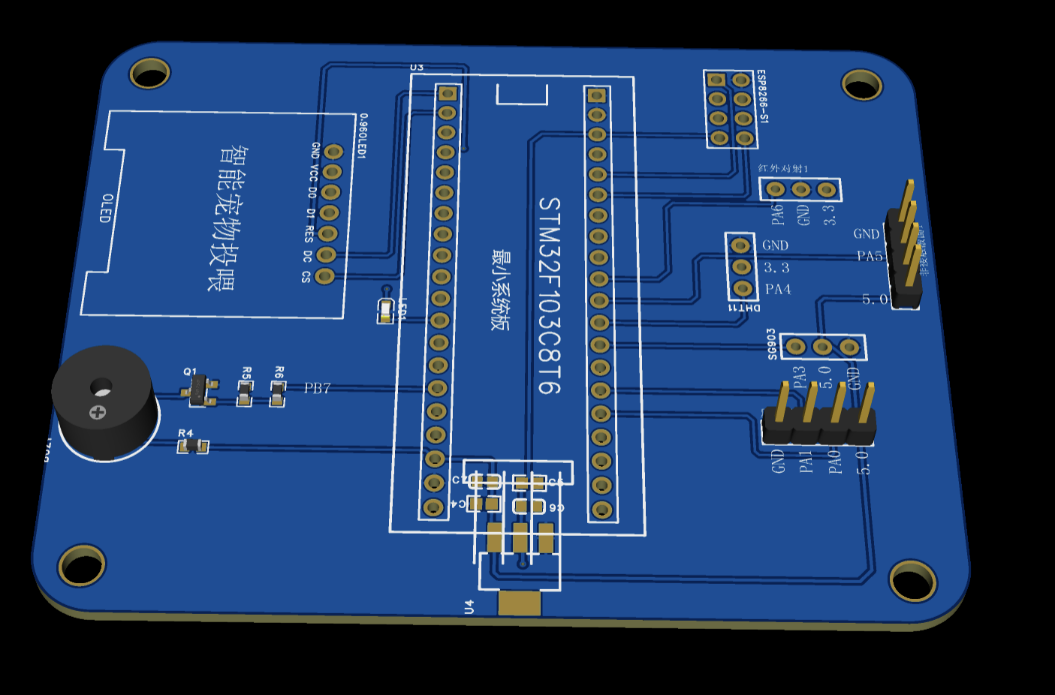 U3
0.96OLED1
GND VCC D0 D1 RES DC CS
OLED
智能宠物投喂
STM32F103C8T6
最小系统板
ESP8266-S1
红外对射1
PA6 GND 3.3
GND
3.3
PA4
DHT11
GND
PA5
5.0
SG903
PA3 5.0 GND
GND PA1 PA0 5.0
LED1
Q1
R5
R6
PB7
R4
C4
C6
U4